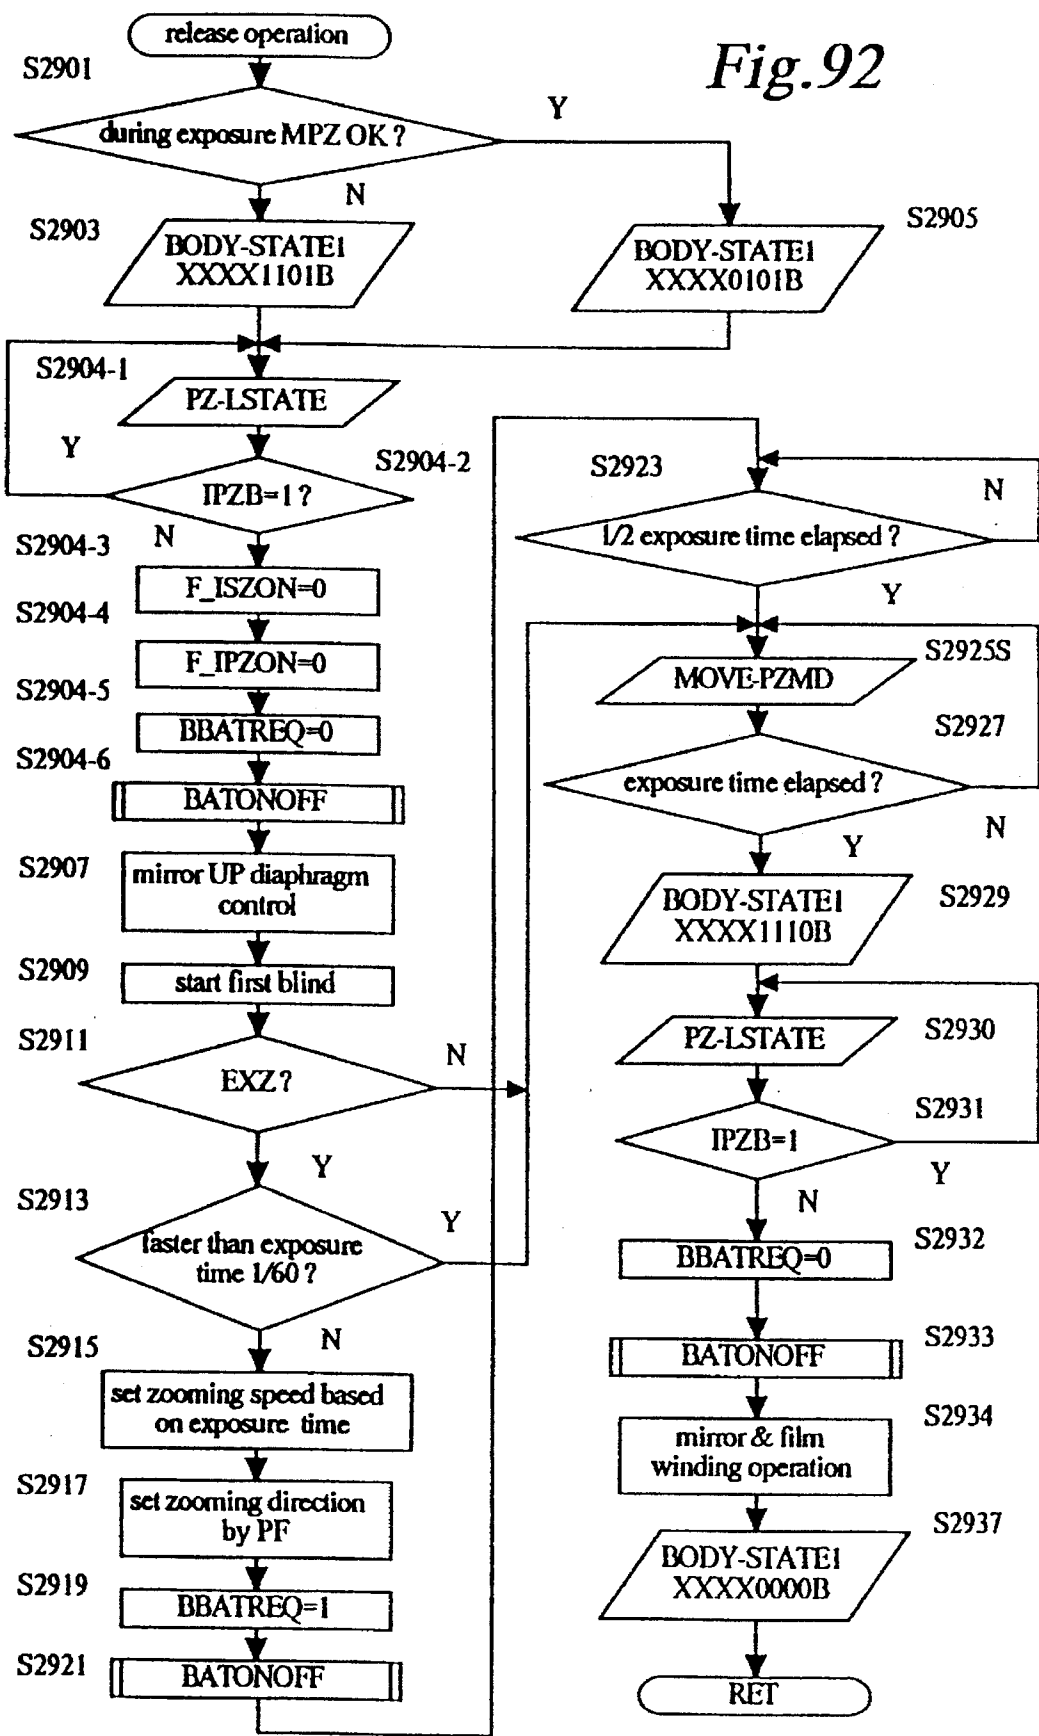 Fig.92
release operation
S2901
during exposure MPZ OK ?
Y
N
S2903
BODY-STATE1
XXXX1101B
S2905
BODY-STATE1
XXXX0101B
S2904-1
PZ-LSTATE
Y
S2904-2
IPZB=1 ?
N
S2904-3
F_ISZON=0
S2904-4
F_IPZON=0
S2904-5
BBATREQ=0
S2904-6
BATONOFF
S2907
mirror UP diaphragm
control
S2909
start first blind
S2911
EXZ ?
N
Y
S2913
faster than exposure
time 1/60 ?
Y
N
S2915
set zooming speed based
on exposure time
S2917
set zooming direction
by PF
S2919
BBATREQ=1
S2921
BATONOFF
S2923
1/2 exposure time elapsed ?
N
Y
S2925S
MOVE-PZMD
S2927
exposure time elapsed ?
N
Y
S2929
BODY-STATE1
XXXX1110B
S2930
PZ-LSTATE
S2931
IPZB=1
Y
N
S2932
BBATREQ=0
S2933
BATONOFF
S2934
mirror & film
winding operation
S2937
BODY-STATE1
XXXX0000B
RET